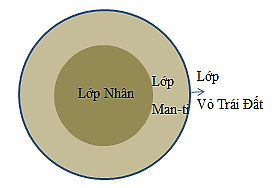 Lớp Nhân
Lớp
Man-ti
Lớp
Vỏ Trái Đất